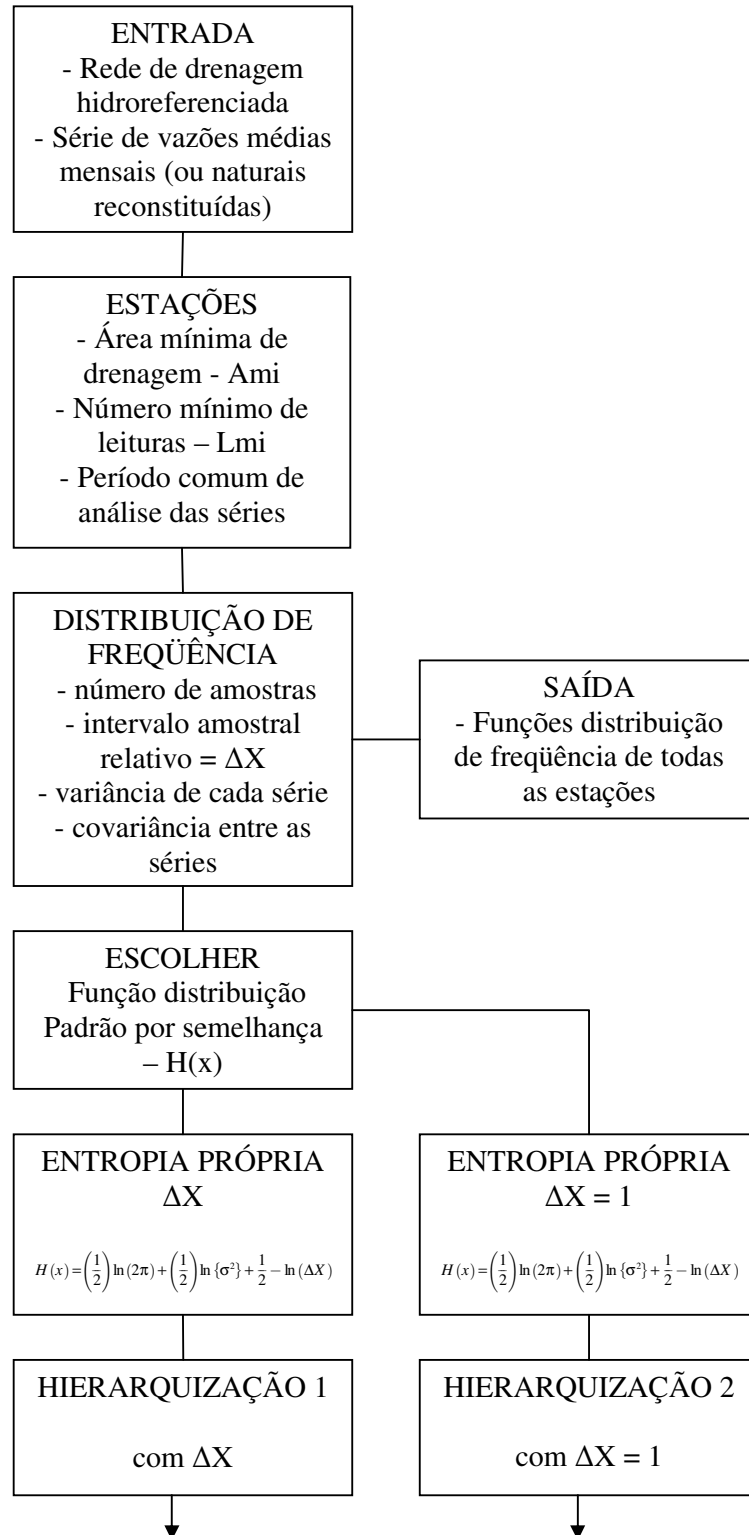 ENTRADA
- Rede de drenagem
hidroreferenciada
- Série de vazões médias
mensais (ou naturais
reconstituídas)
ESTAÇÕES
- Área mínima de
drenagem - Ami
- Número mínimo de
leituras – Lmi
- Período comum de
análise das séries
DISTRIBUIÇÃO DE
FREQÜÊNCIA
- número de amostras
- intervalo amostral
relativo = ΔX
- variância de cada série
- covariância entre as
séries
SAÍDA
- Funções distribuição
de freqüência de todas
as estações
ESCOLHER
Função distribuição
Padrão por semelhança
– H(x)
ENTROPIA PRÓPRIA
ΔX
H(x)=(1/2)ln(2π)+(1/2)ln{σ²}+1/2−ln(ΔX)
ENTROPIA PRÓPRIA
ΔX = 1
H(x)=(1/2)ln(2π)+(1/2)ln{σ²}+1/2−ln(ΔX)
HIERARQUIZAÇÃO 1
com ΔX
HIERARQUIZAÇÃO 2
com ΔX = 1